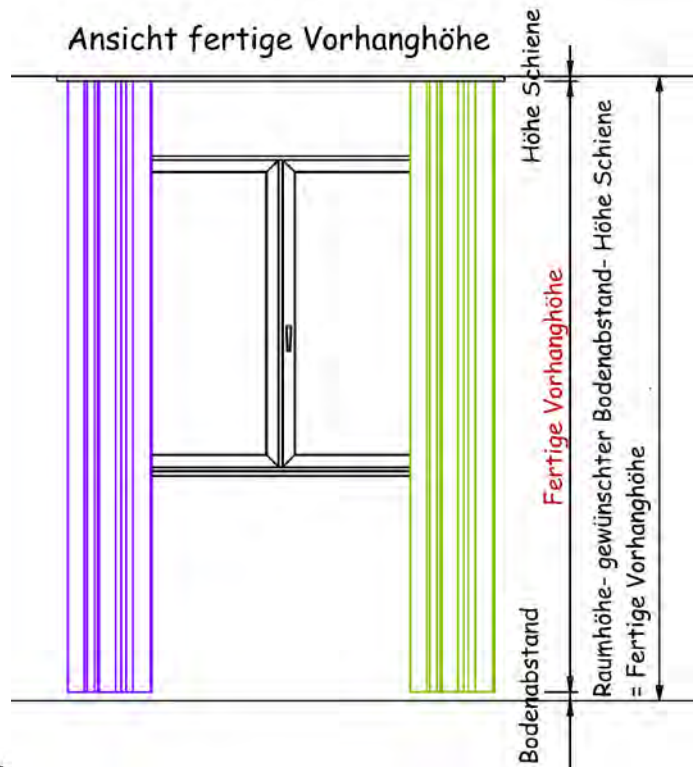 Ansicht fertige Vorhanghöhe
Höhe Schiene
Fertige Vorhanghöhe
Bodenabstand
Raumhöhe- gewünschter Bodenabstand- Höhe Schiene
= Fertige Vorhanghöhe